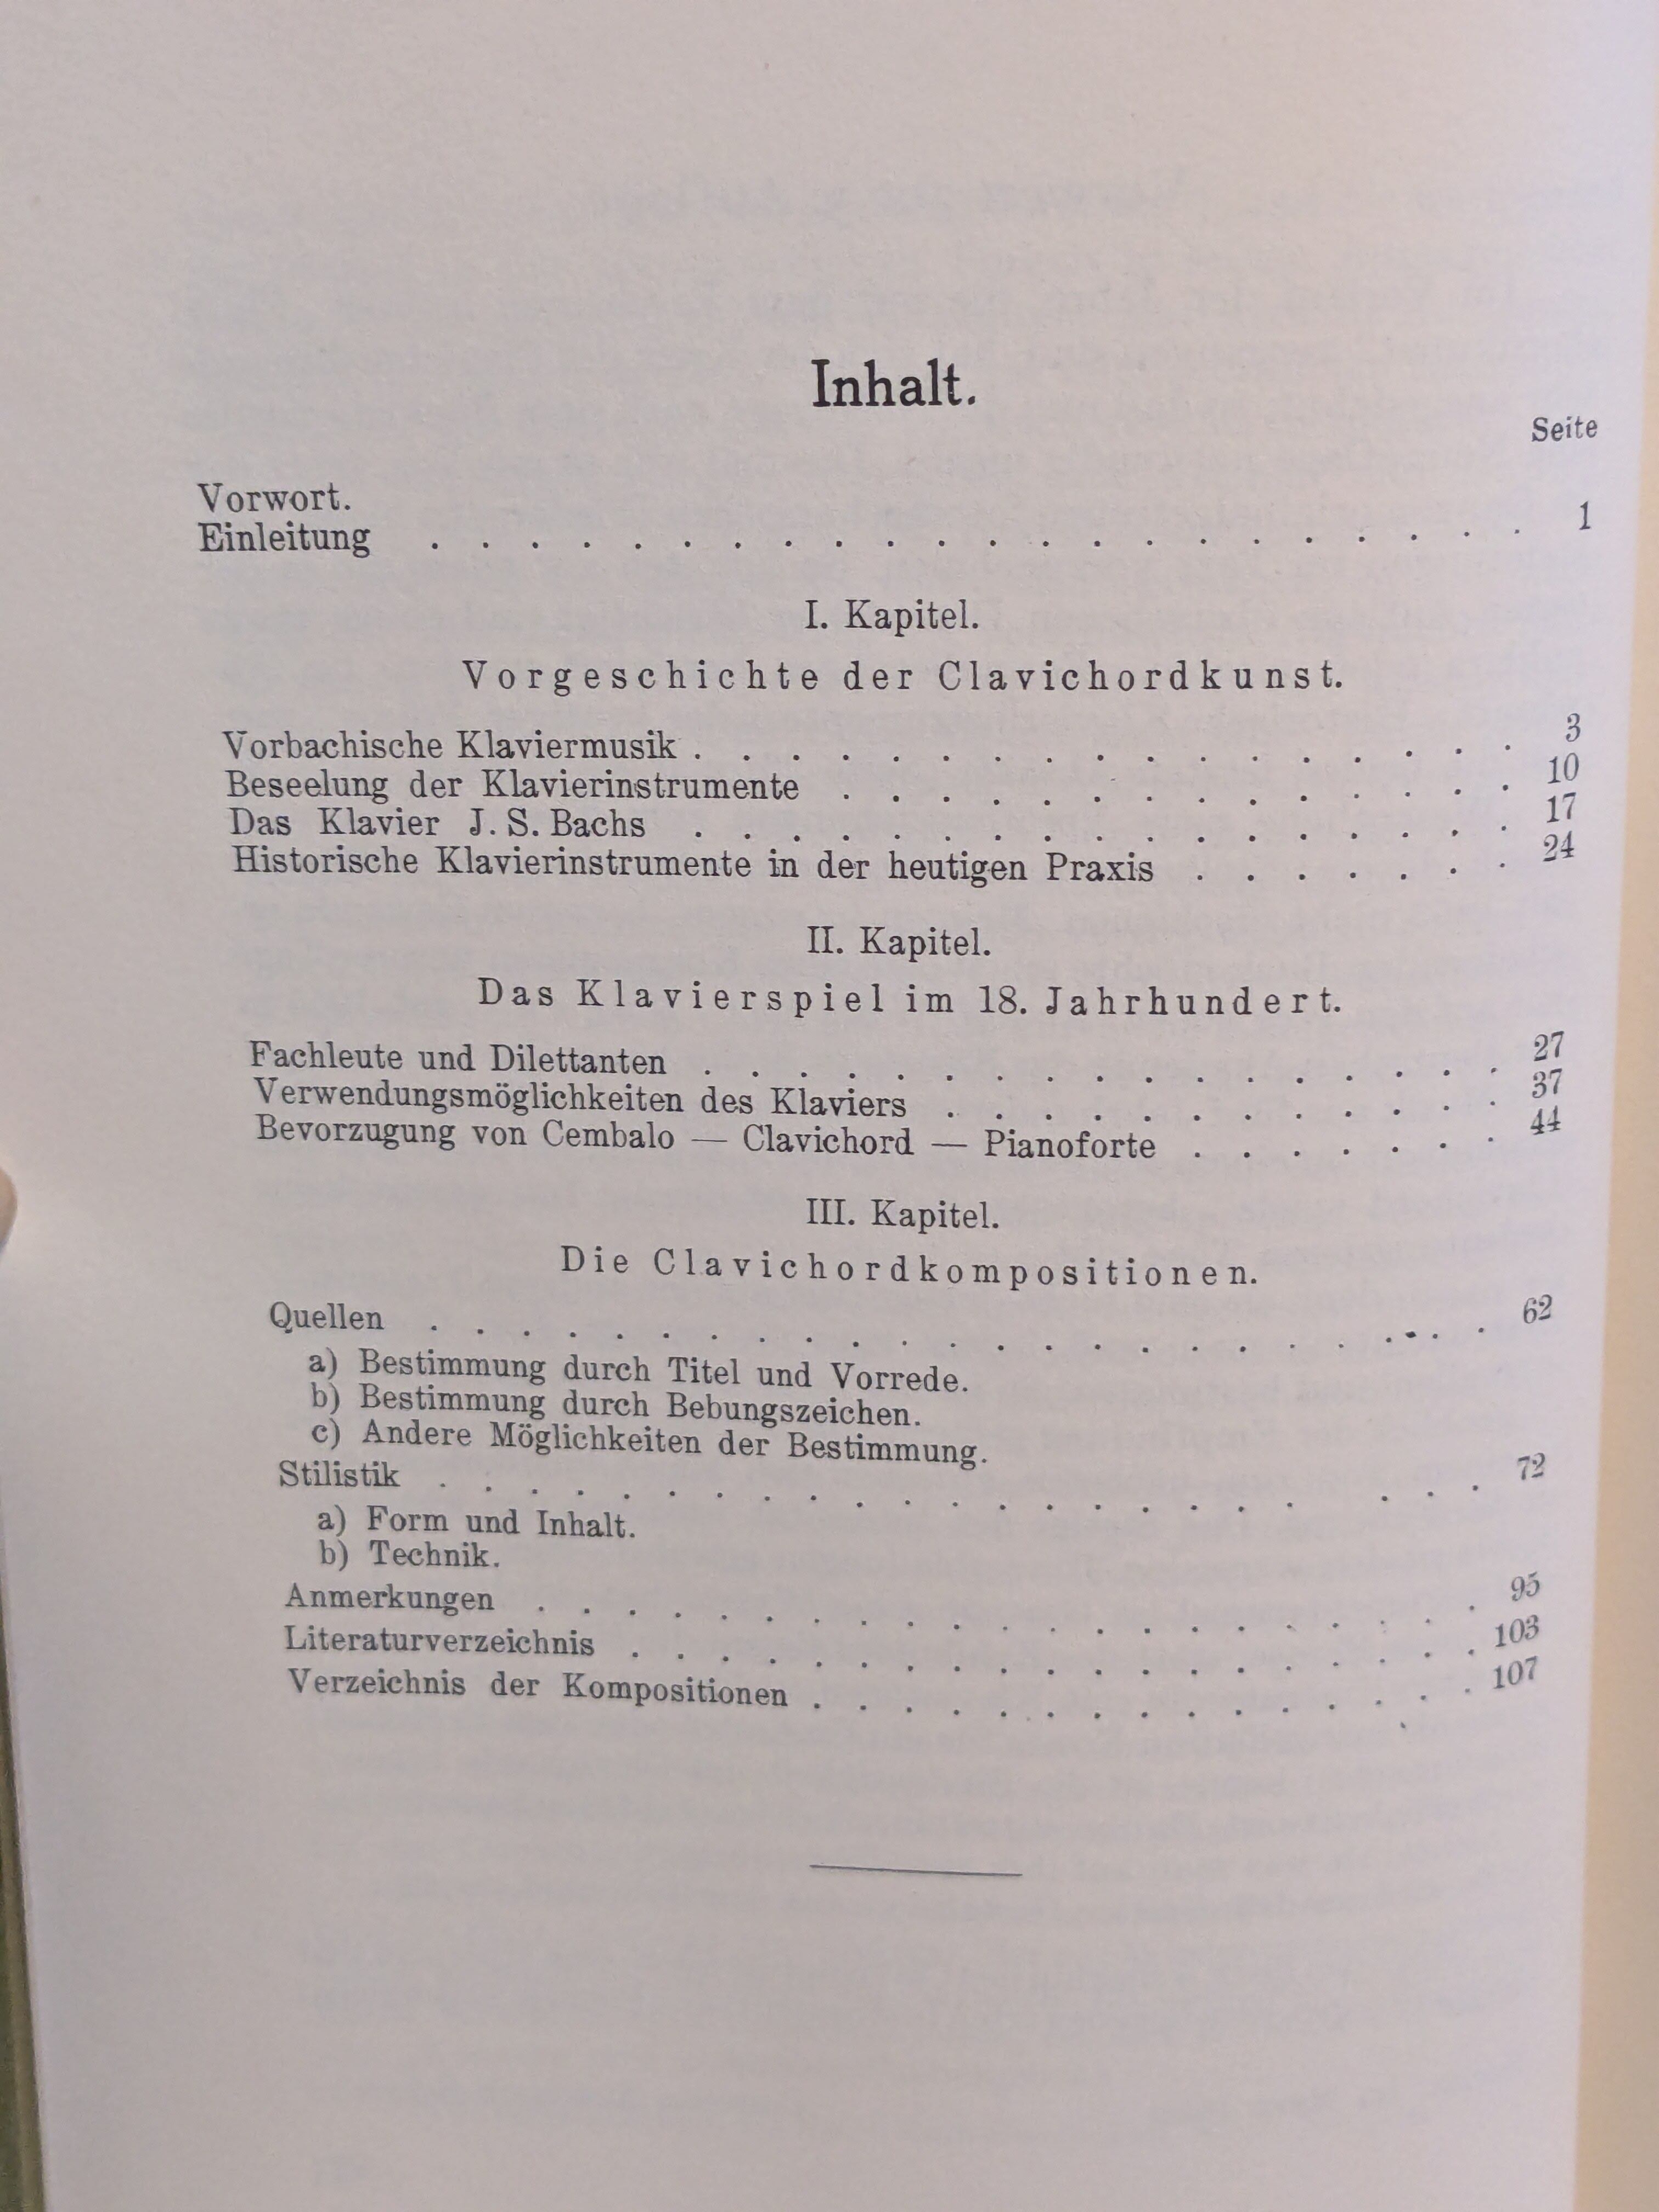 Inhalt.
Seite
Vorwort.
Einleitung . . . . . . . . . . . . . . . . . . . . . . 1
I. Kapitel.
Vorgeschichte der Clavichordkunst.
Vorbachische Klaviermusik . . . . . . . . . . . . . . . . . 3
Beseelung der Klavierinstrumente . . . . . . . . . . . . . . 10
Das Klavier J. S. Bachs . . . . . . . . . . . . . . . . . 17
Historische Klavierinstrumente in der heutigen Praxis . . . . . . . 24
II. Kapitel.
Das Klavierspiel im 18. Jahrhundert.
Fachleute und Dilettanten . . . . . . . . . . . . . . . . . 27
Verwendungsmöglichkeiten des Klaviers . . . . . . . . . . . . 37
Bevorzugung von Cembalo — Clavichord — Pianoforte . . . . . . . 44
III. Kapitel.
Die Clavichordkompositionen.
Quellen . . . . . . . . . . . . . . . . . . . . . . . . 62
a) Bestimmung durch Titel und Vorrede.
b) Bestimmung durch Bebungszeichen.
c) Andere Möglichkeiten der Bestimmung.
Stilistik . . . . . . . . . . . . . . . . . . . . . . 72
a) Form und Inhalt.
b) Technik.
Anmerkungen . . . . . . . . . . . . . . . . . . . . . 95
Literaturverzeichnis . . . . . . . . . . . . . . . . . . . 103
Verzeichnis der Kompositionen . . . . . . . . . . . . . . . 107